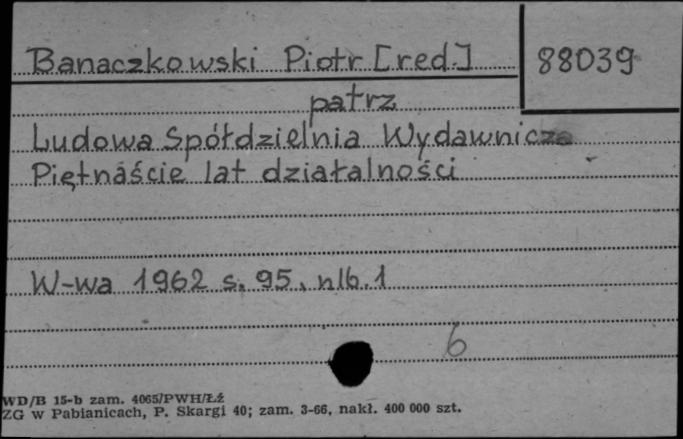 Banaczkowski Piotr [red.] 88039
patrz
Ludowa Spółdzielnia Wydawnicza
Piętnaście lat działalności
W-wa 1962 s. 95, nlb. 1
6
WD/B 15-b zam. 4065/PWH/Łź
ZG w Pabianicach, P. Skargi 40; zam. 3-66, nakł. 400 000 szt.